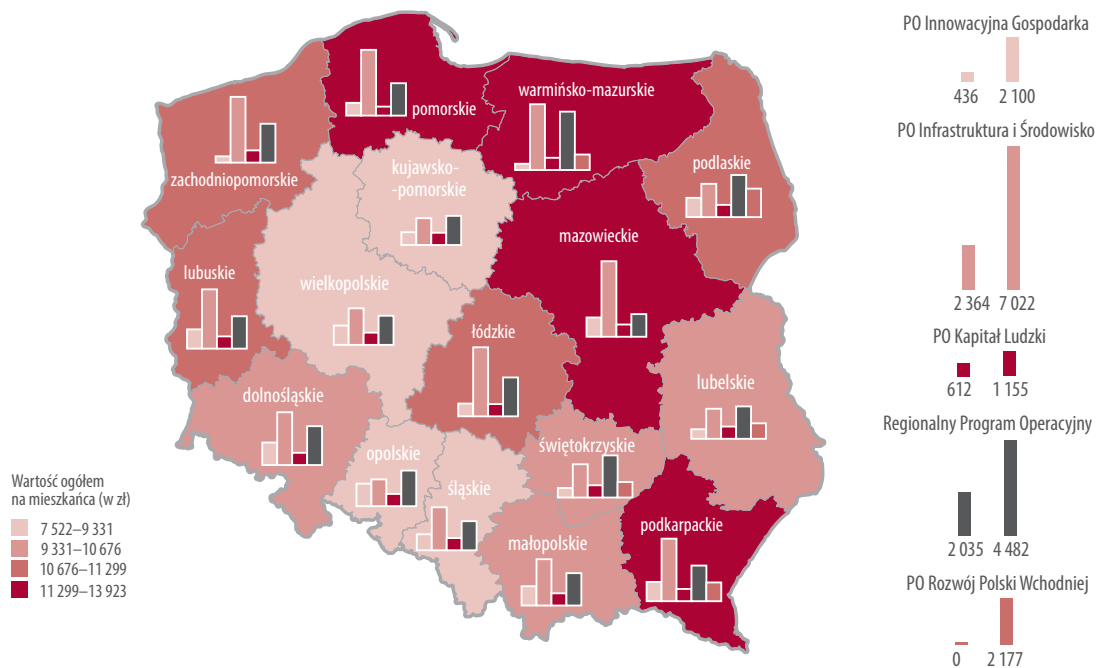 pomorskie
warmińsko-mazurskie
zachodniopomorskie
kujawsko-
-pomorskie
podlaskie
mazowieckie
lubuskie
wielkopolskie
łódzkie
lubelskie
dolnośląskie
opolskie
śląskie
świętokrzyskie
małopolskie
podkarpackie
Wartość ogółem
na mieszkańca (w zł)
7 522–9 331
9 331–10 676
10 676–11 299
11 299–13 923
PO Innowacyjna Gospodarka
436 2 100
PO Infrastruktura i Środowisko
2 364 7 022
PO Kapitał Ludzki
612 1 155
Regionalny Program Operacyjny
2 035 4 482
PO Rozwój Polski Wchodniej
0 2 177